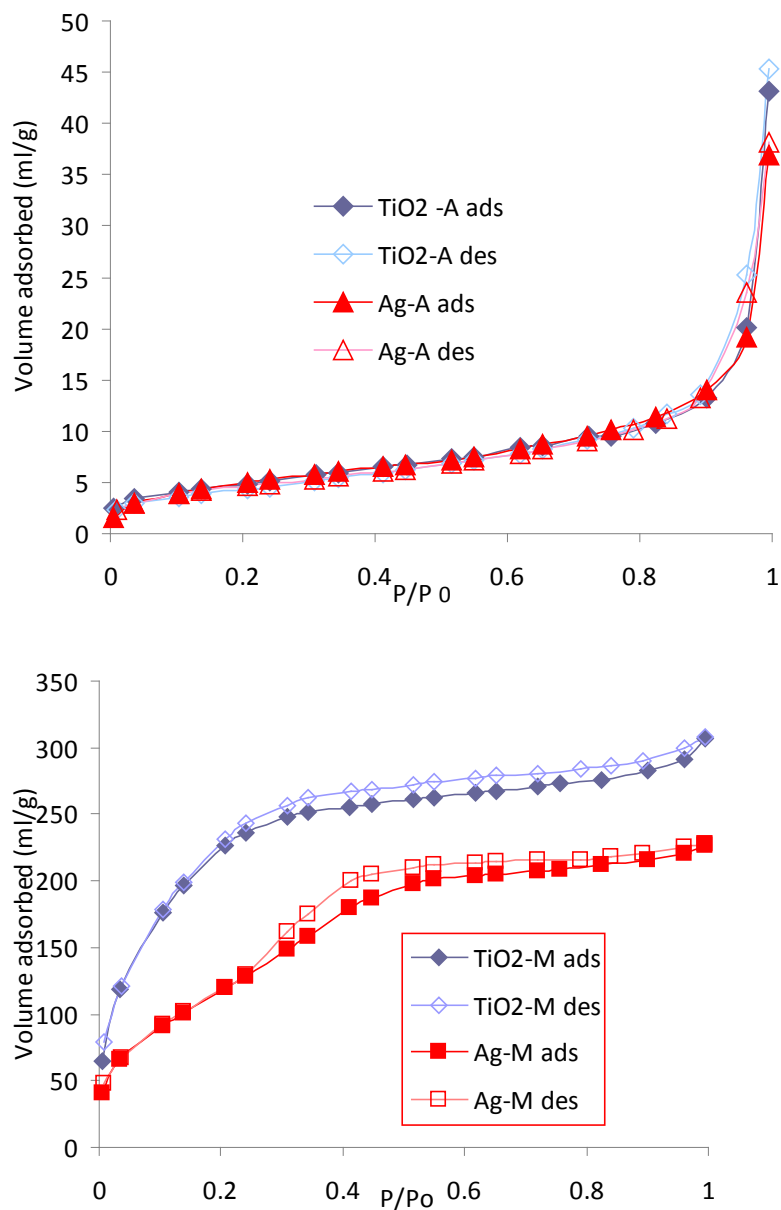 50
45
40
35
30
25
20
15
10
5
0
Volume adsorbed (ml/g)
TiO2 -A ads
TiO2-A des
Ag-A ads
Ag-A des
0 0.2 0.4 0.6 0.8 1
P/P 0
350
300
250
200
150
100
50
0
Volume adsorbed (ml/g)
TiO2-M ads
TiO2-M des
Ag-M ads
Ag-M des
0 0.2 0.4 0.6 0.8 1
P/Po